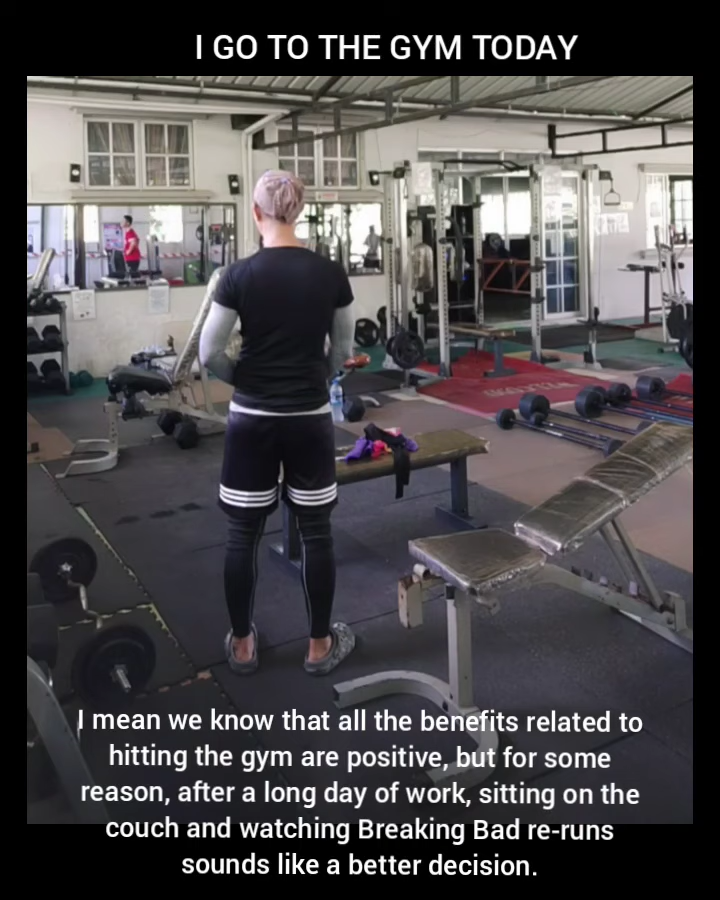 I GO TO THE GYM TODAY
I mean we know that all the benefits related to
hitting the gym are positive, but for some
reason, after a long day of work, sitting on the
couch and watching Breaking Bad re-runs
sounds like a better decision.